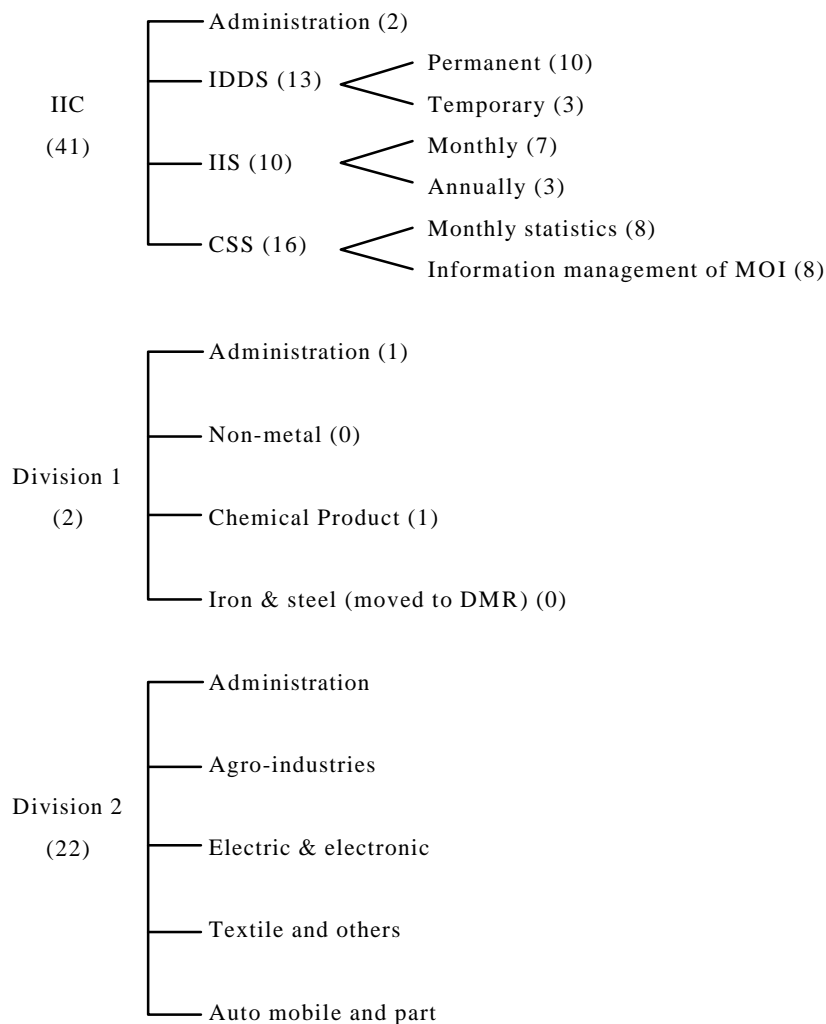 IIC
(41)
Administration (2)
IDDS (13)
Permanent (10)
Temporary (3)
IIS (10)
Monthly (7)
Annually (3)
CSS (16)
Monthly statistics (8)
Information management of MOI (8)
Division 1
(2)
Administration (1)
Non-metal (0)
Chemical Product (1)
Iron & steel (moved to DMR) (0)
Division 2
(22)
Administration
Agro-industries
Electric & electronic
Textile and others
Auto mobile and part